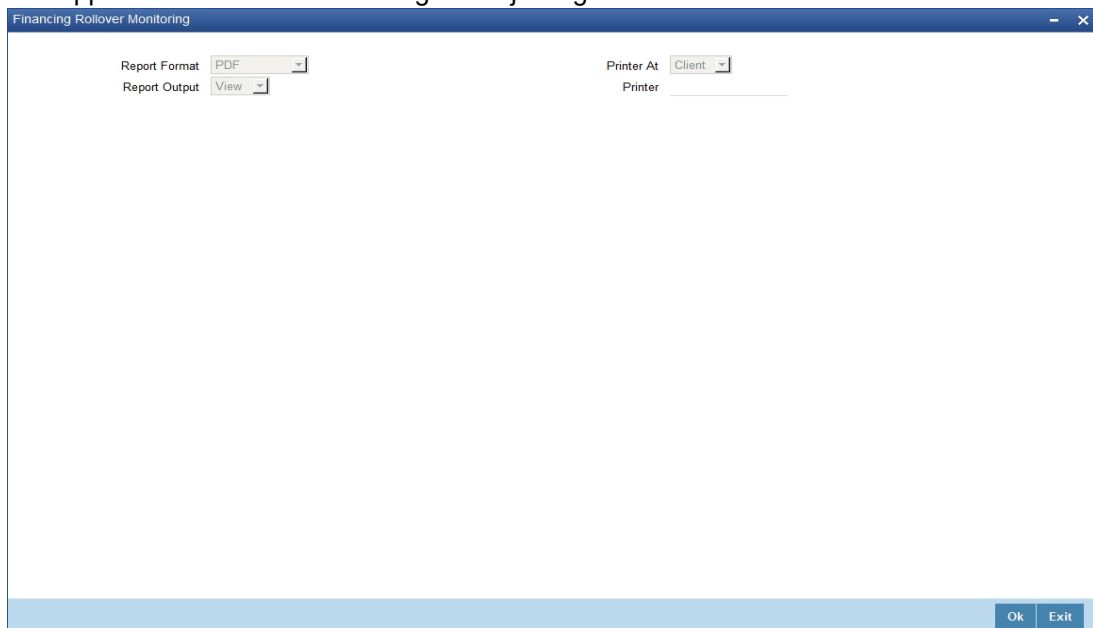 Financing Rollover Monitoring
Report Format PDF Printer At Client
Report Output View Printer
Ok Exit